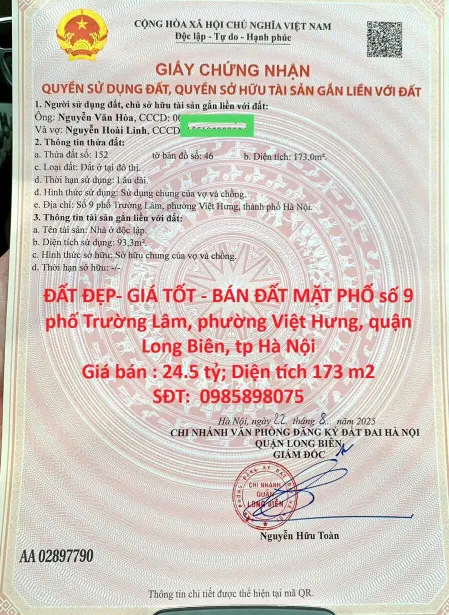 CỘNG HÒA XÃ HỘI CHỦ NGHĨA VIỆT NAM
Độc lập - Tự do - Hạnh phúc
GIẤY CHỨNG NHẬN
QUYỀN SỬ DỤNG ĐẤT, QUYỀN SỞ HỮU TÀI SẢN GẮN LIỀN VỚI ĐẤT
1. Người sử dụng đất, chủ sở hữu tài sản gắn liền với đất:
Ông: Nguyễn Văn Hòa, CCCD: 0
Và vợ: Nguyễn Hoài Linh, CCCD
2. Thông tin thửa đất:
a. Thửa đất số: 152 tờ bản đồ số: 46 b. Diện tích: 173,0m².
c. Loại đất: Đất ở tại đô thị.
d. Thời hạn sử dụng: Lâu dài.
đ. Hình thức sử dụng: Sử dụng chung của vợ và chồng.
e. Địa chỉ: Số 9 phố Trường Lâm, phường Việt Hưng, thành phố Hà Nội.
3. Thông tin tài sản gắn liền với đất:
a. Tên tài sản: Nhà ở độc lập.
b. Diện tích sử dụng: 93,3m².
c. Hình thức sở hữu: Sở hữu chung của vợ và chồng.
d. Thời hạn sở hữu: -/-
ĐẤT ĐẸP- GIÁ TỐT - BÁN ĐẤT MẶT PHỐ số 9
phố Trường Lâm, phường Việt Hưng, quận
Long Biên, tp Hà Nội
Giá bán : 24.5 tỷ; Diện tích 173 m2
SĐT: 0985898075
Hà Nội, ngày 22 tháng 8 năm 2025
CHI NHÁNH VĂN PHÒNG ĐĂNG KÝ ĐẤT ĐAI HÀ NỘI
QUẬN LONG BIÊN
GIÁM ĐỐC
CHI NHÁNH
QUẬN
LONG BIÊN
Nguyễn Hữu Toàn
AA 02897790
Thông tin chi tiết được thể hiện tại mã QR.